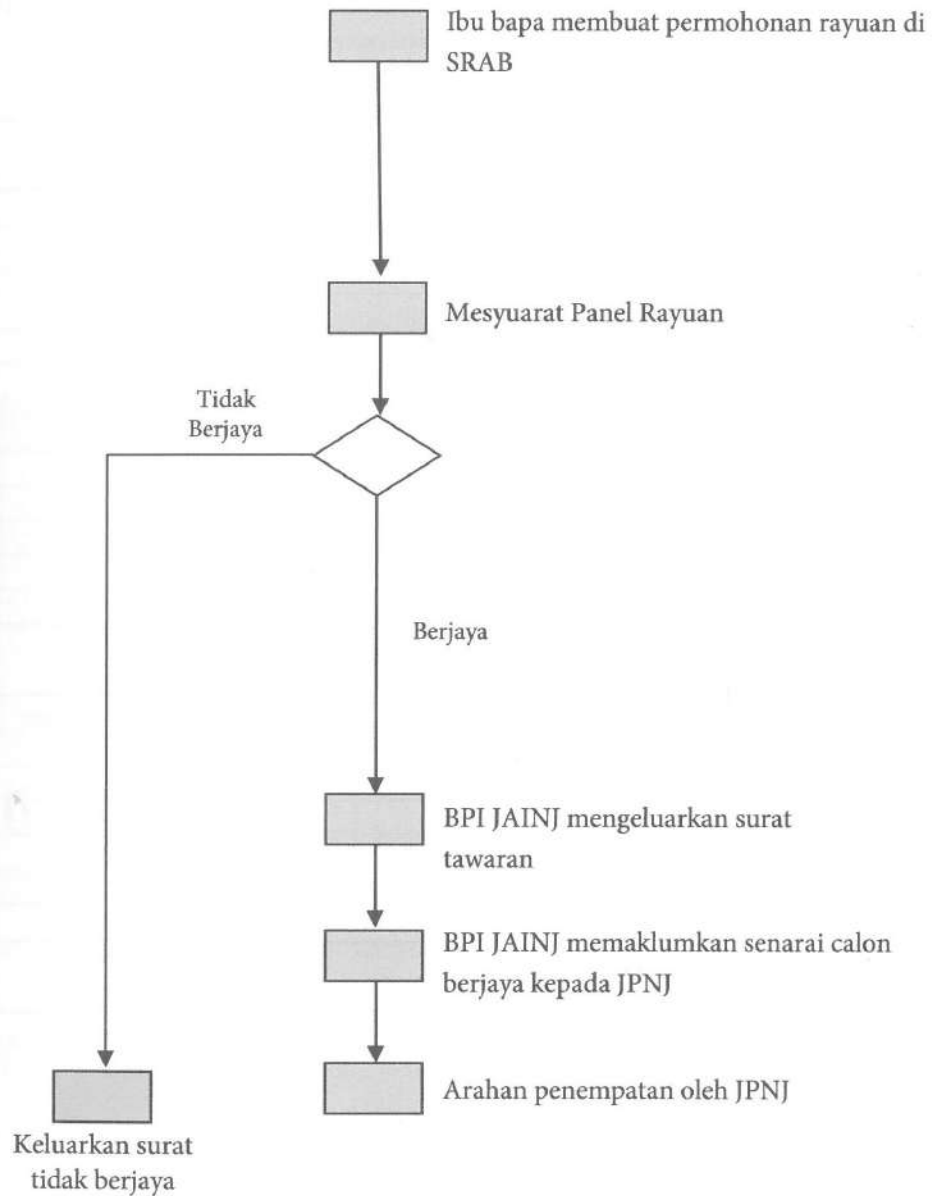 Ibu bapa membuat permohonan rayuan di
SRAB
Mesyuarat Panel Rayuan
Tidak
Berjaya
Berjaya
BPI JAINJ mengeluarkan surat
tawaran
BPI JAINJ memaklumkan senarai calon
berjaya kepada JPNJ
Arahan penempatan oleh JPNJ
Keluarkan surat
tidak berjaya